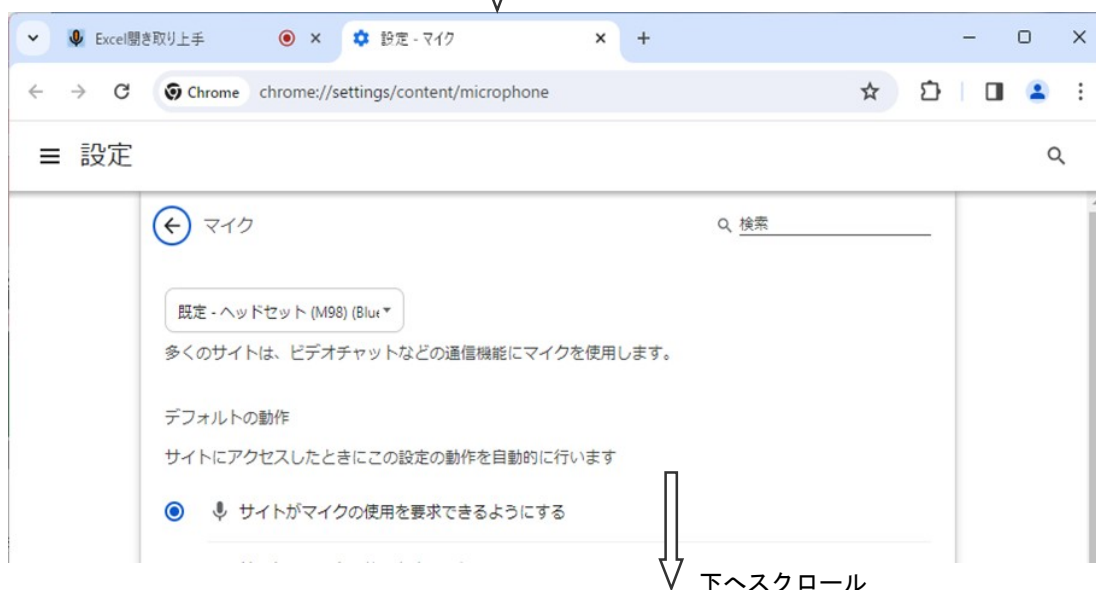 Excel聞き取り上手
設定 - マイク
Chrome chrome://settings/content/microphone
設定
マイク
検索
既定 - ヘッドセット (M98) (Blue
多くのサイトは、ビデオチャットなどの通信機能にマイクを使用します。
デフォルトの動作
サイトにアクセスしたときにこの設定の動作を自動的に行います
サイトがマイクの使用を要求できるようにする
下へスクロール